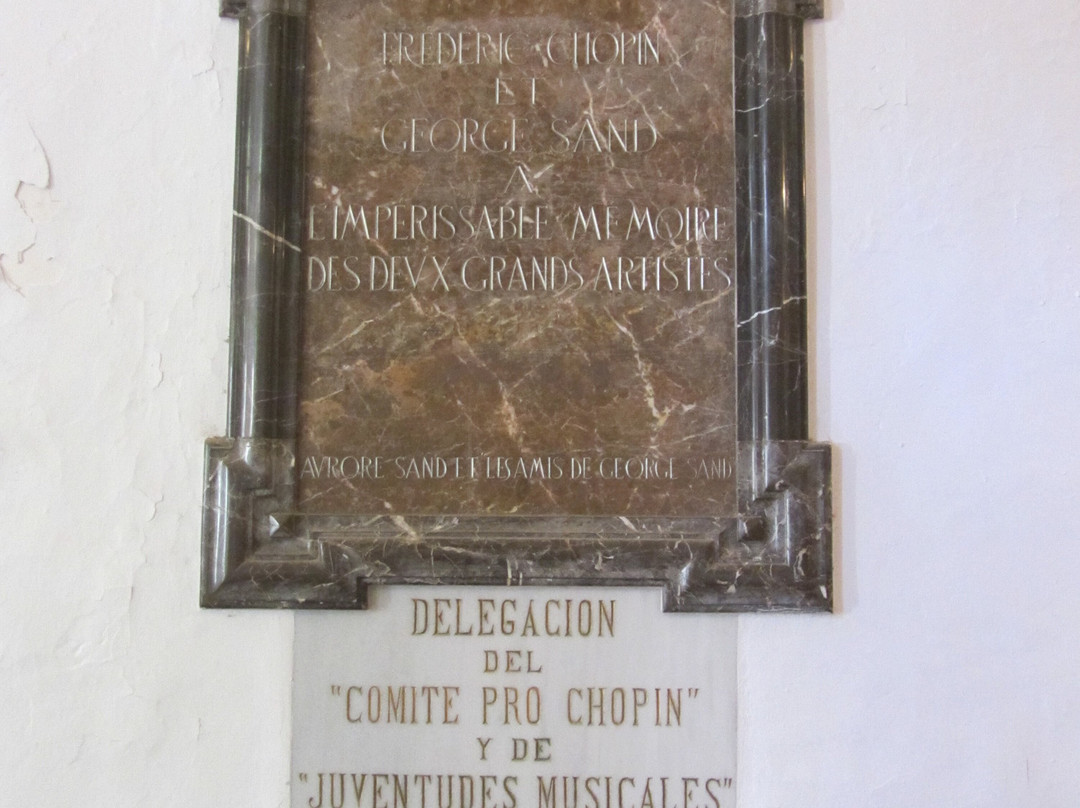 FREDERIC CHOPIN
ET
GEORGE SAND
À
L'IMPERISSABLE MEMOIRE
DES DEVX GRANDS ARTISTES
AVRORE SAND ET LES AMIS DE GEORGE SAND
DELEGACION
DEL
"COMITE PRO CHOPIN"
Y DE
"JUVENTUDES MUSICALES"